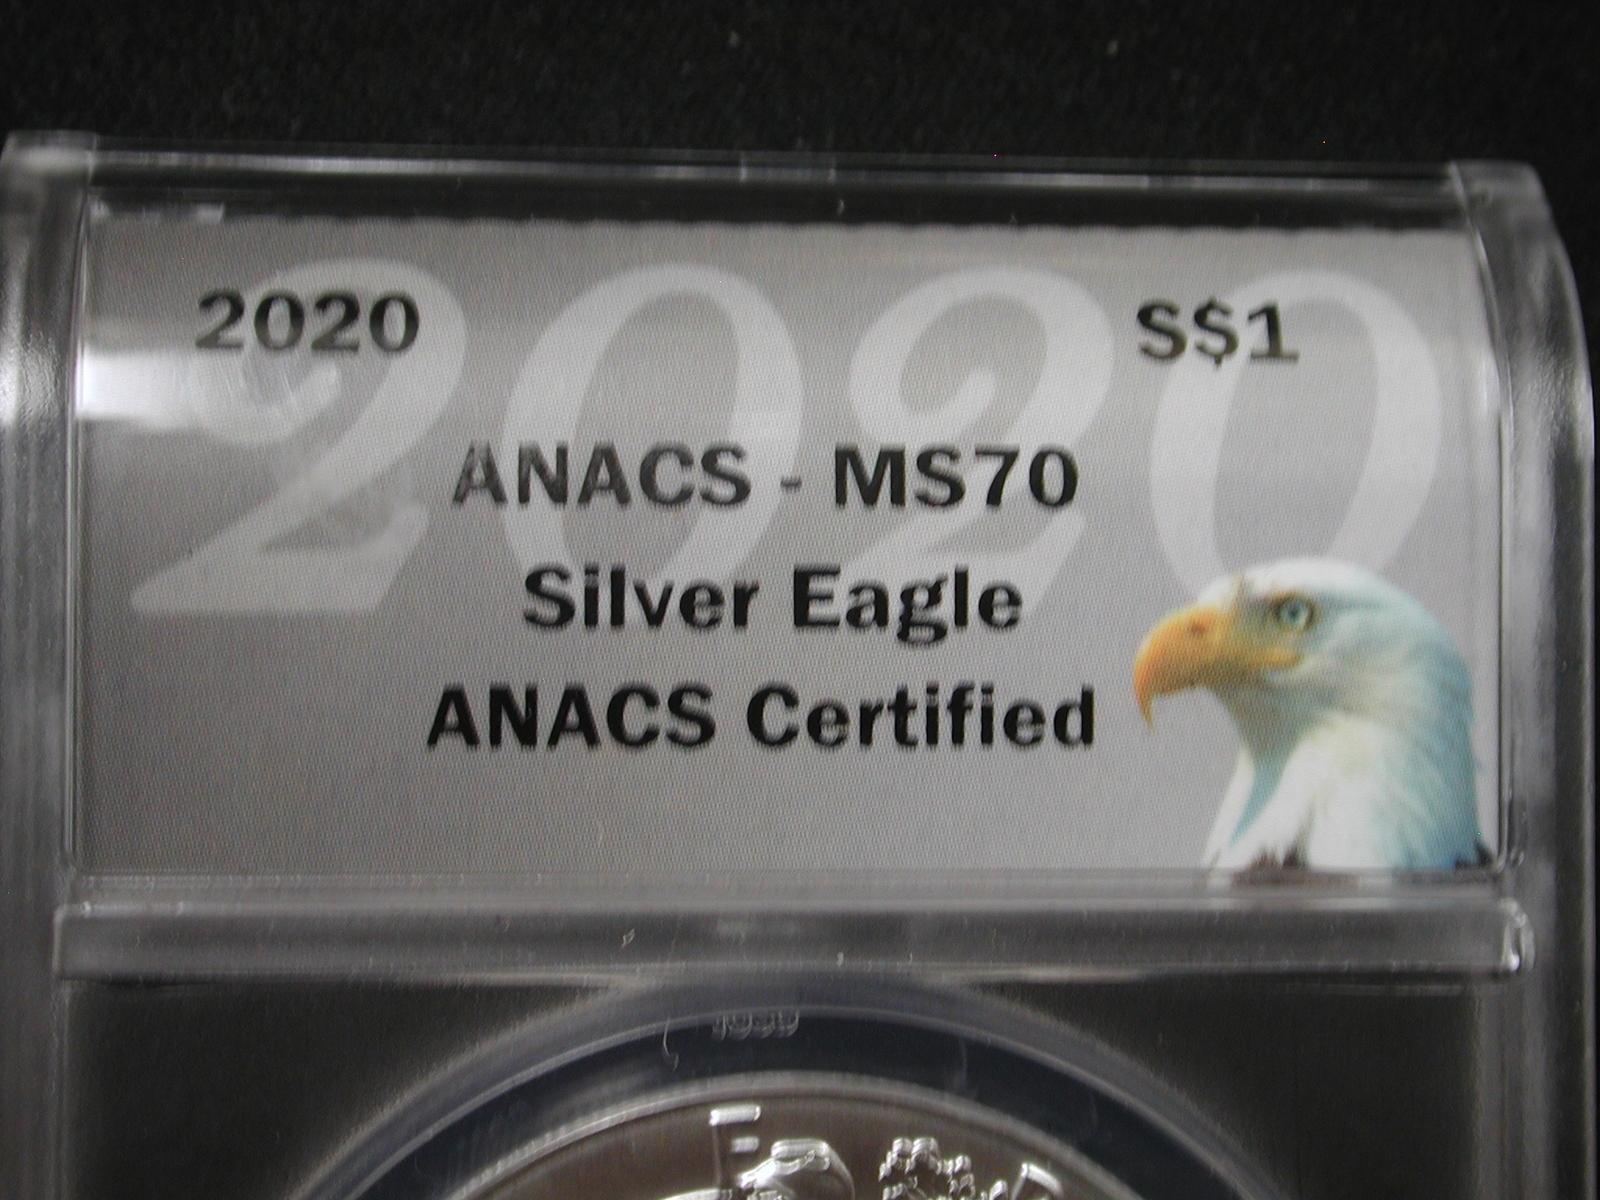 2020 S$1
2020
ANACS - MS70
Silver Eagle
ANACS Certified